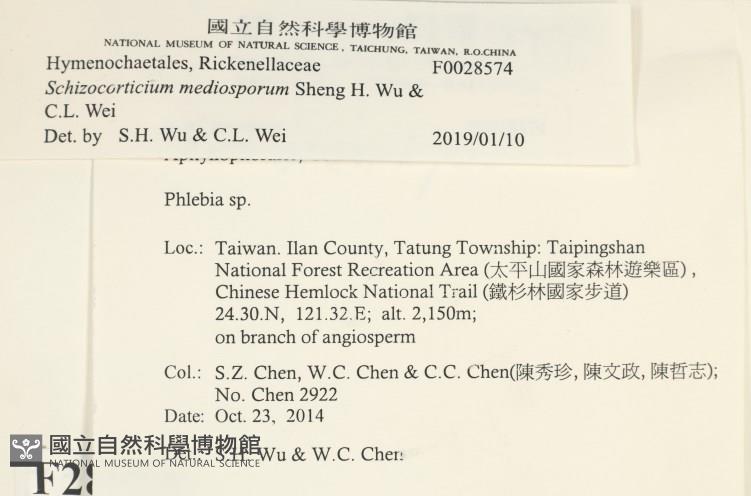 國立自然科學博物館
NATIONAL MUSEUM OF NATURAL SCIENCE, TAICHUNG, TAIWAN, R.O.CHINA
Hymenochaetales, Rickenellaceae F0028574
Schizocorticium mediosporum Sheng H. Wu &
C.L. Wei
Det. by S.H. Wu & C.L. Wei 2019/01/10
Phlebia sp.
Loc.: Taiwan. Ilan County, Tatung Township: Taipingshan
National Forest Recreation Area (太平山國家森林遊樂區),
Chinese Hemlock National Trail (鐵杉林國家步道)
24.30.N, 121.32.E; alt. 2,150m;
on branch of angiosperm
Col.: S.Z. Chen, W.C. Chen & C.C. Chen(陳秀珍, 陳文政, 陳哲志);
No. Chen 2922
Date: Oct. 23, 2014
國立自然科學博物館
NATIONAL MUSEUM OF NATURAL SCIENCE
Det. S.H. Wu & W.C. Chen